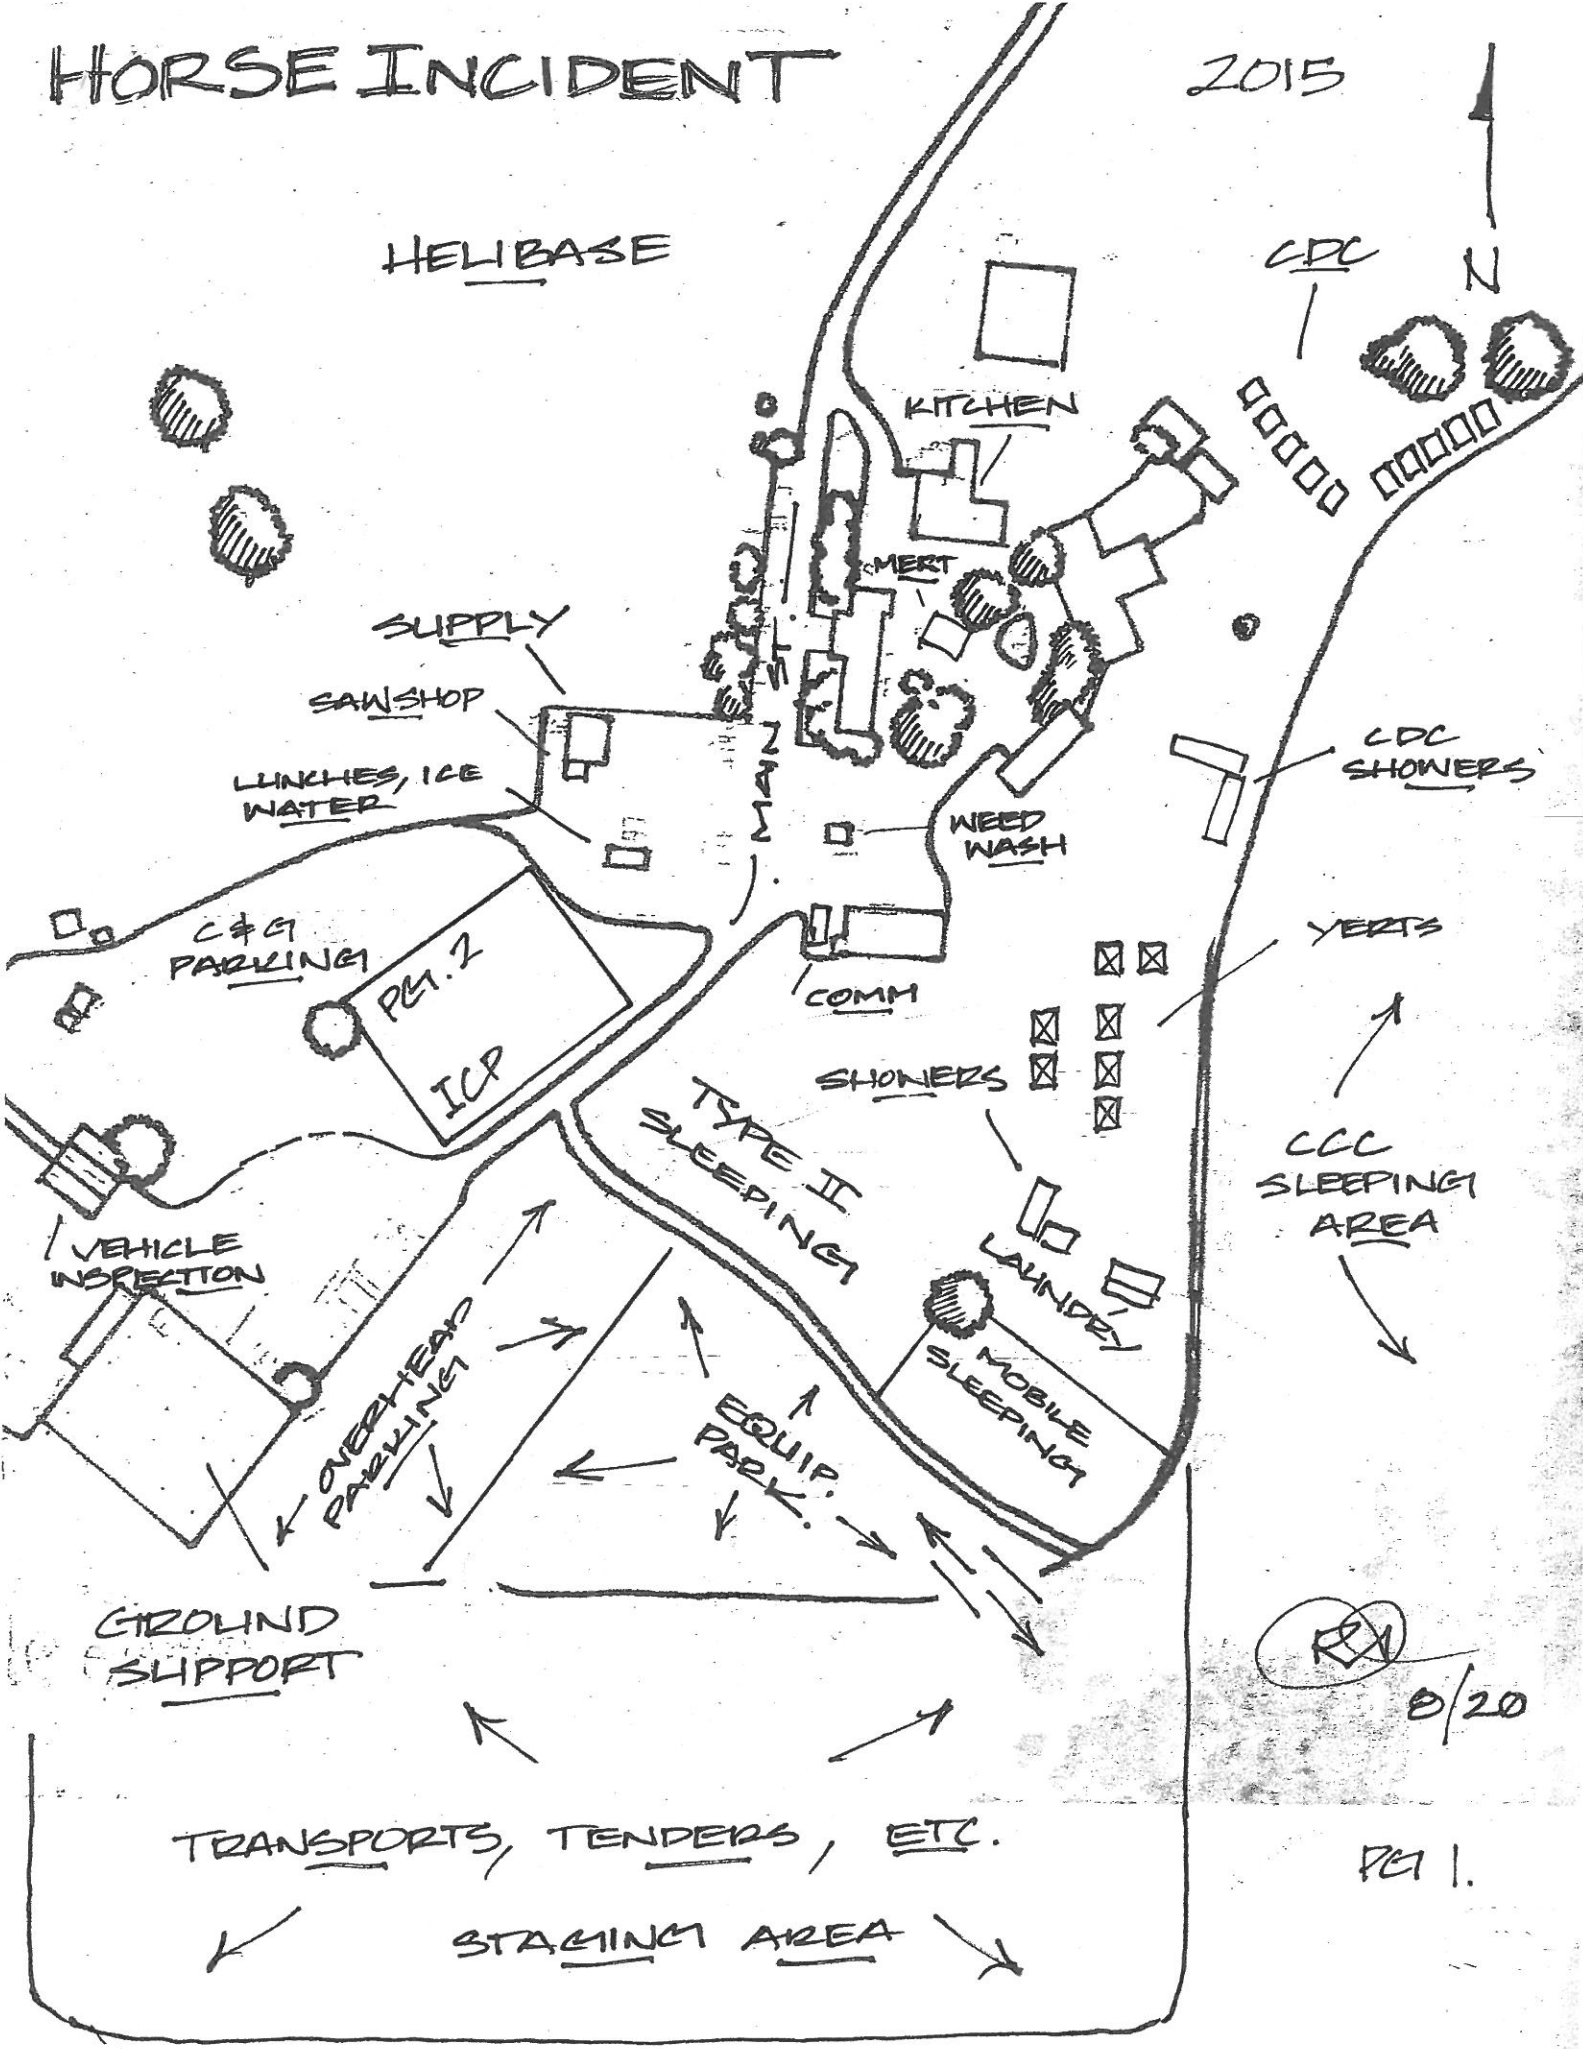 HORSE INCIDENT
2015
N
HELIBASE
CDC
KITCHEN
MERT
SUPPLY
SAWSHOP
LUNCHES, ICE
WATER
MAIN ST.
WEED
WASH
CDC
SHOWERS
C&G
PARKING
PG. 2
ICP
COMM
YERTS
SHOWERS
TYPE II
SLEEPING
CCC
SLEEPING
AREA
VEHICLE
INSPECTION
LAUNDRY
MOBILE
SLEEPING
OVERHEAD
PARKING
EQUIP.
PARK.
GROUND
SUPPORT
8/20
TRANSPORTS, TENDERS, ETC.
STAGING AREA
PG 1.